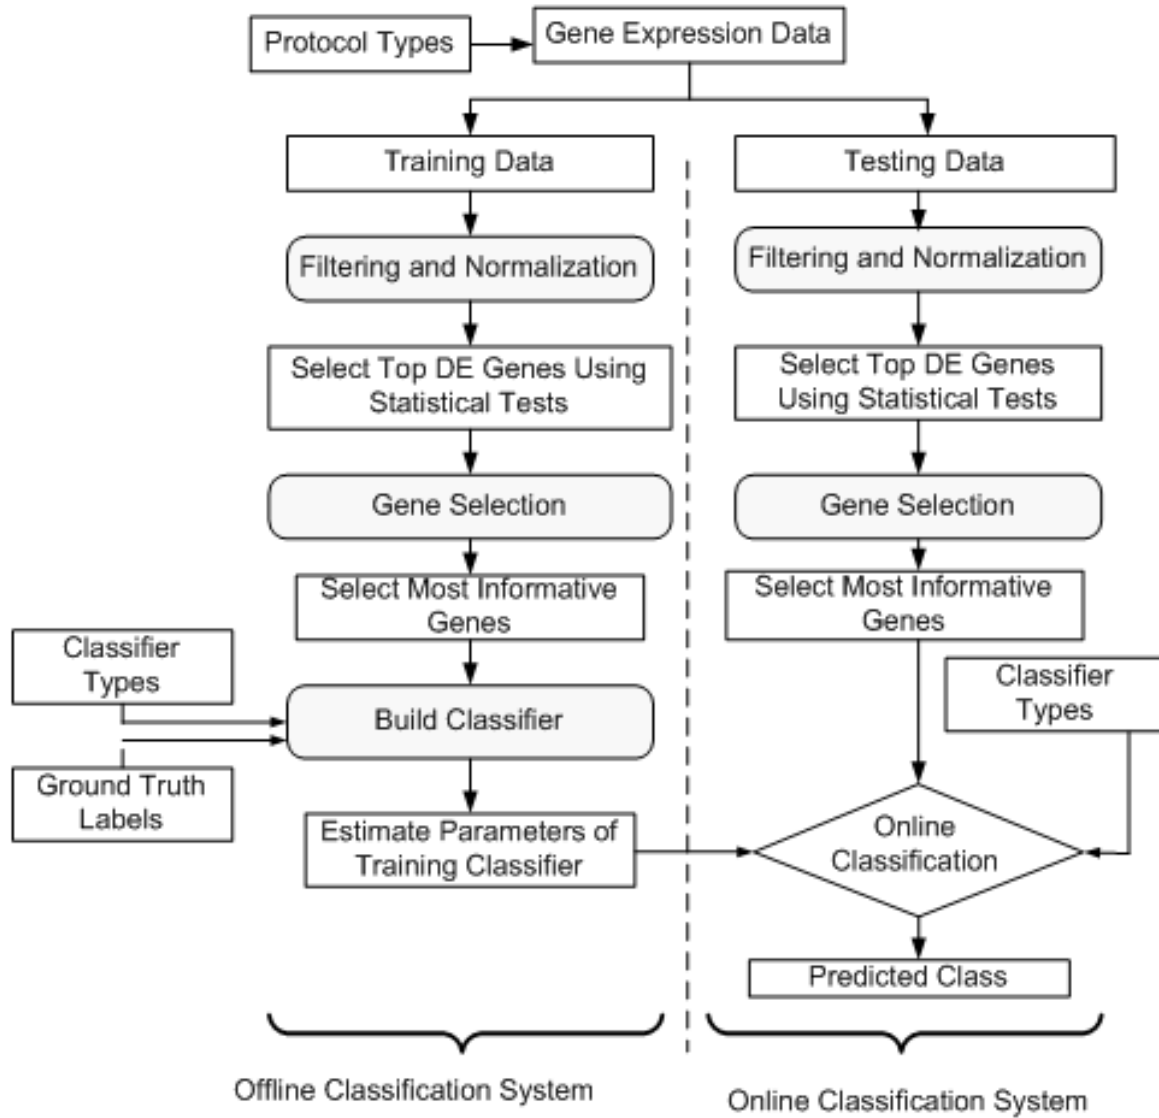 Protocol Types
Gene Expression Data
Training Data
Testing Data
Filtering and Normalization
Filtering and Normalization
Select Top DE Genes Using
Statistical Tests
Select Top DE Genes
Using Statistical Tests
Gene Selection
Gene Selection
Select Most Informative
Genes
Select Most Informative
Genes
Classifier
Types
Classifier
Types
Build Classifier
Ground Truth
Labels
Estimate Parameters of
Training Classifier
Online
Classification
Predicted Class
Offline Classification System
Online Classification System